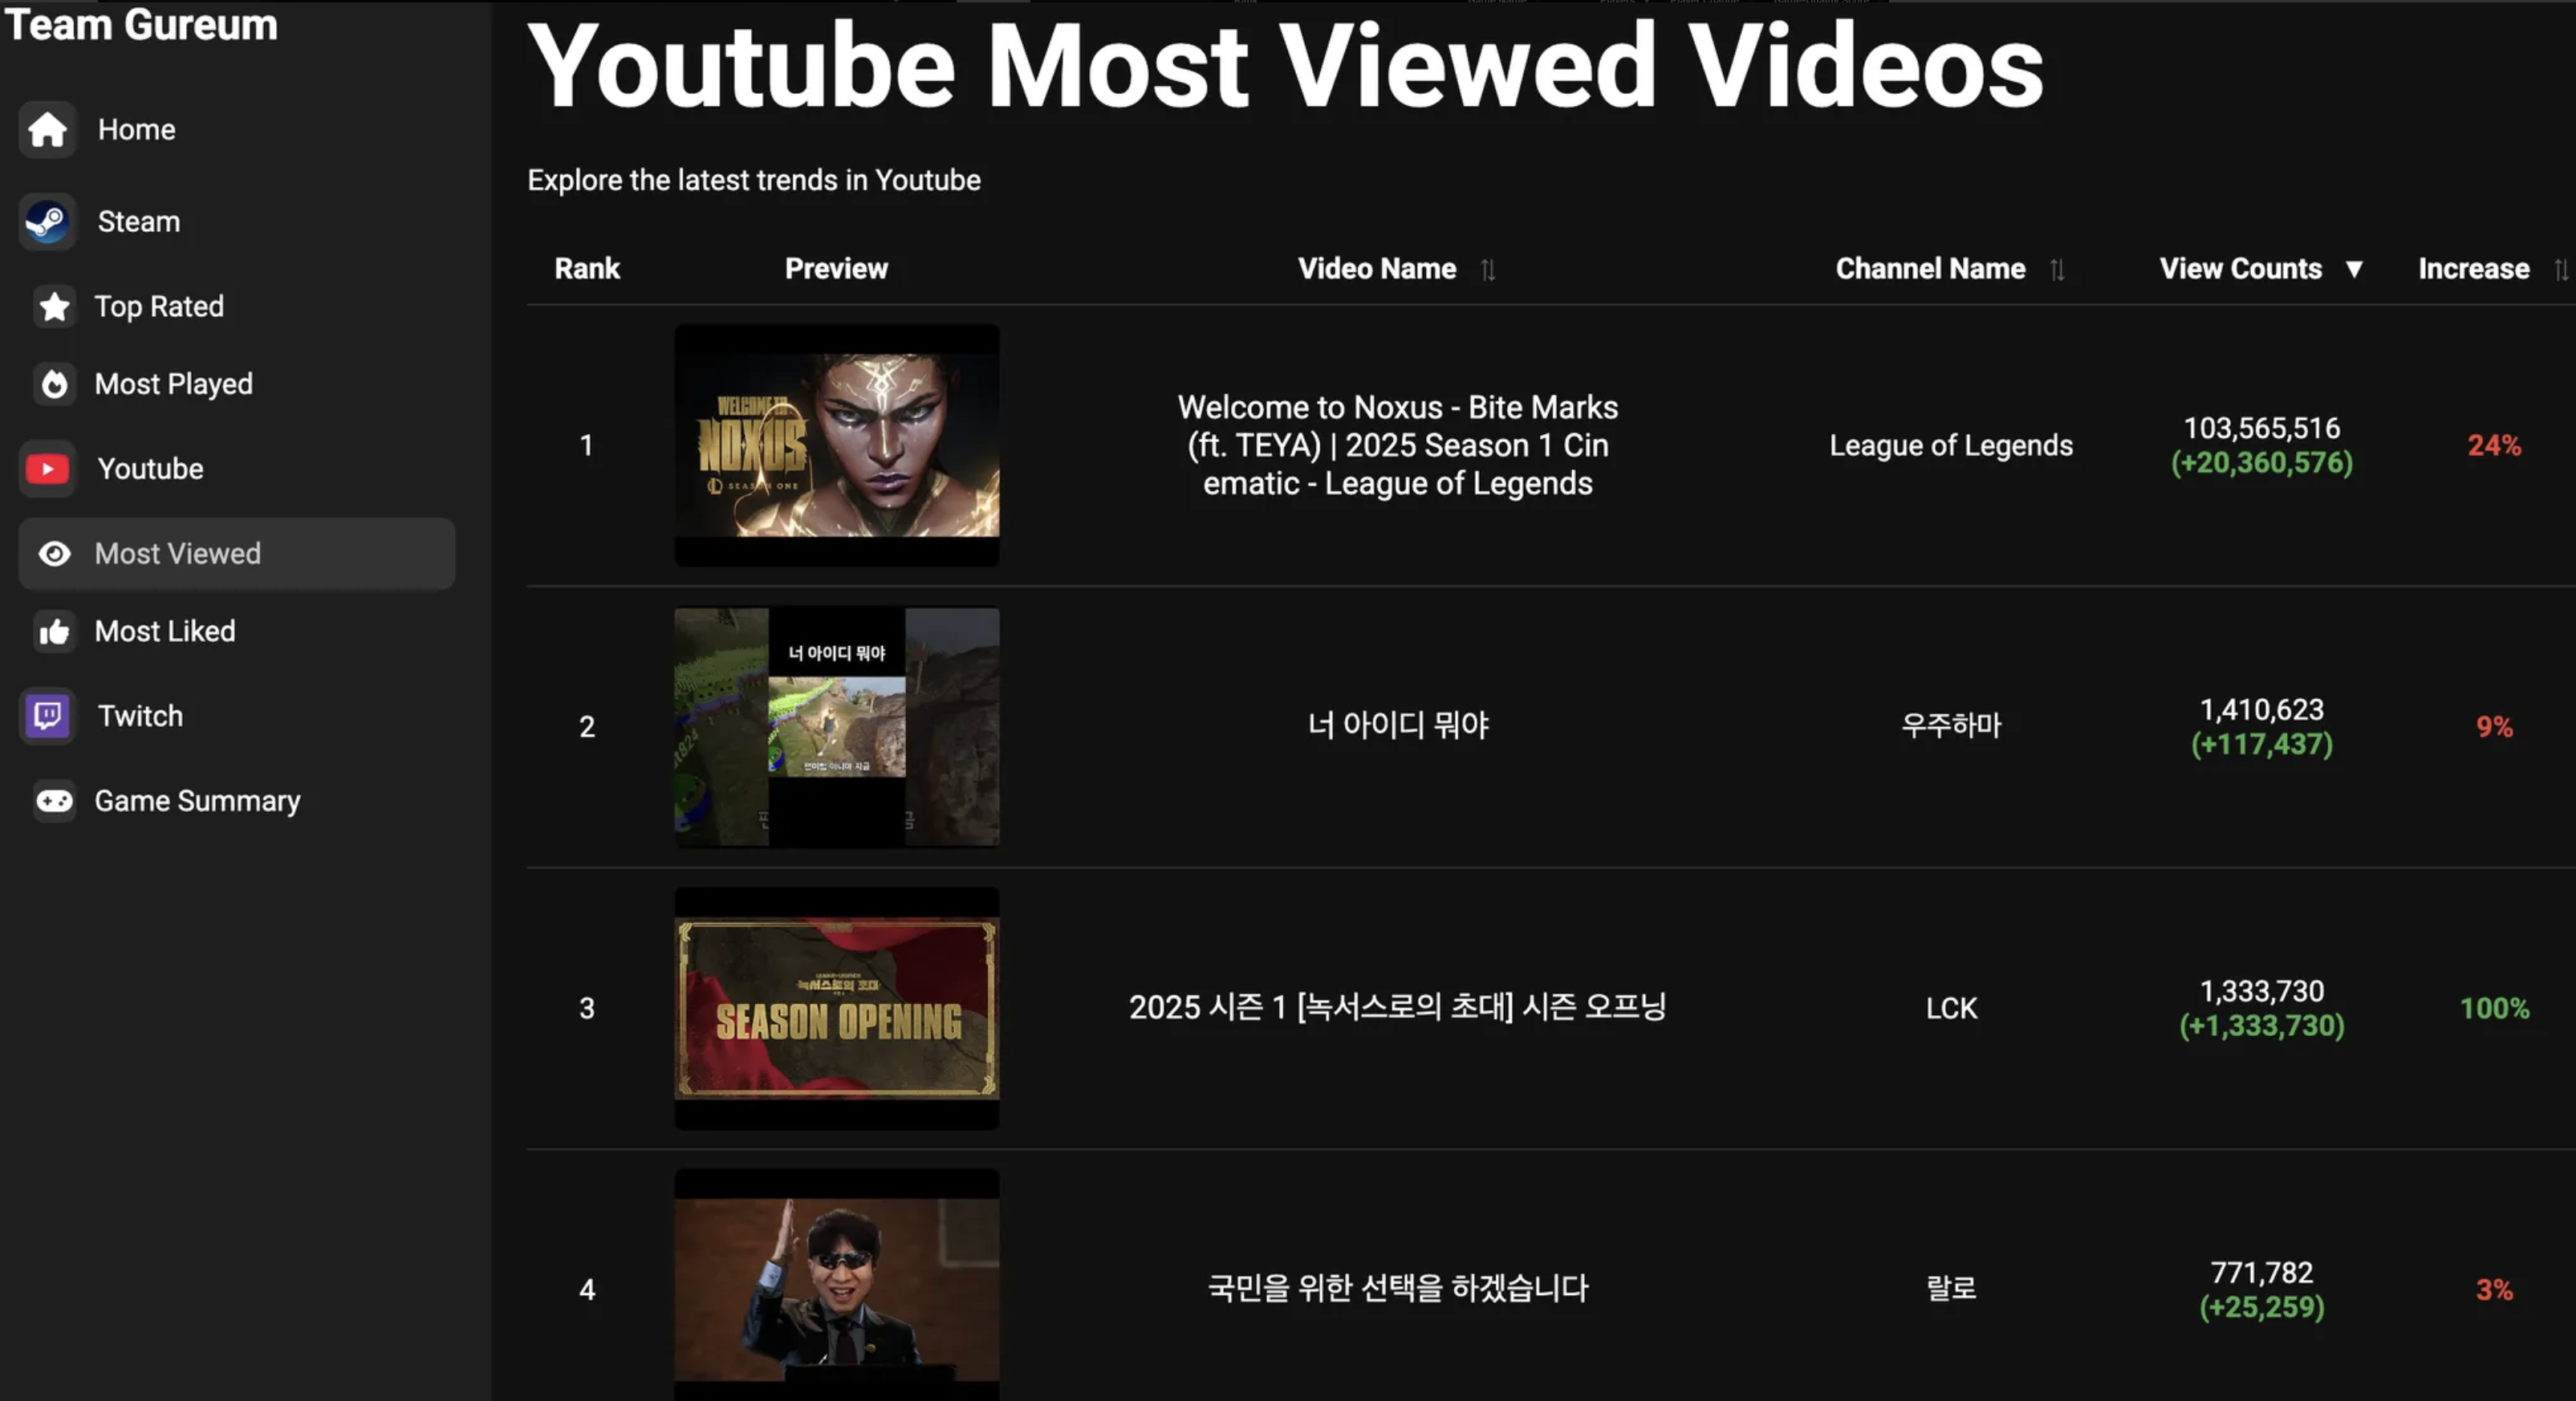 Team Gureum
Home
Steam
Top Rated
Most Played
Youtube
Most Viewed
Most Liked
Twitch
Game Summary
Youtube Most Viewed Videos
Explore the latest trends in Youtube
Rank Preview Video Name Channel Name View Counts ▼ Increase
1
WELCOME TO
NOXUS
SEASON ONE
Welcome to Noxus - Bite Marks
(ft. TEYA) | 2025 Season 1 Cin
ematic - League of Legends
League of Legends
103,565,516
(+20,360,576)
24%
2
너 아이디 뭐야
너 아이디 뭐야
우주하마
1,410,623
(+117,437)
9%
3
녹서스로의 초대
SEASON OPENING
2025 시즌 1 [녹서스로의 초대] 시즌 오프닝
LCK
1,333,730
(+1,333,730)
100%
4
국민을 위한 선택을 하겠습니다
랄로
771,782
(+25,259)
3%